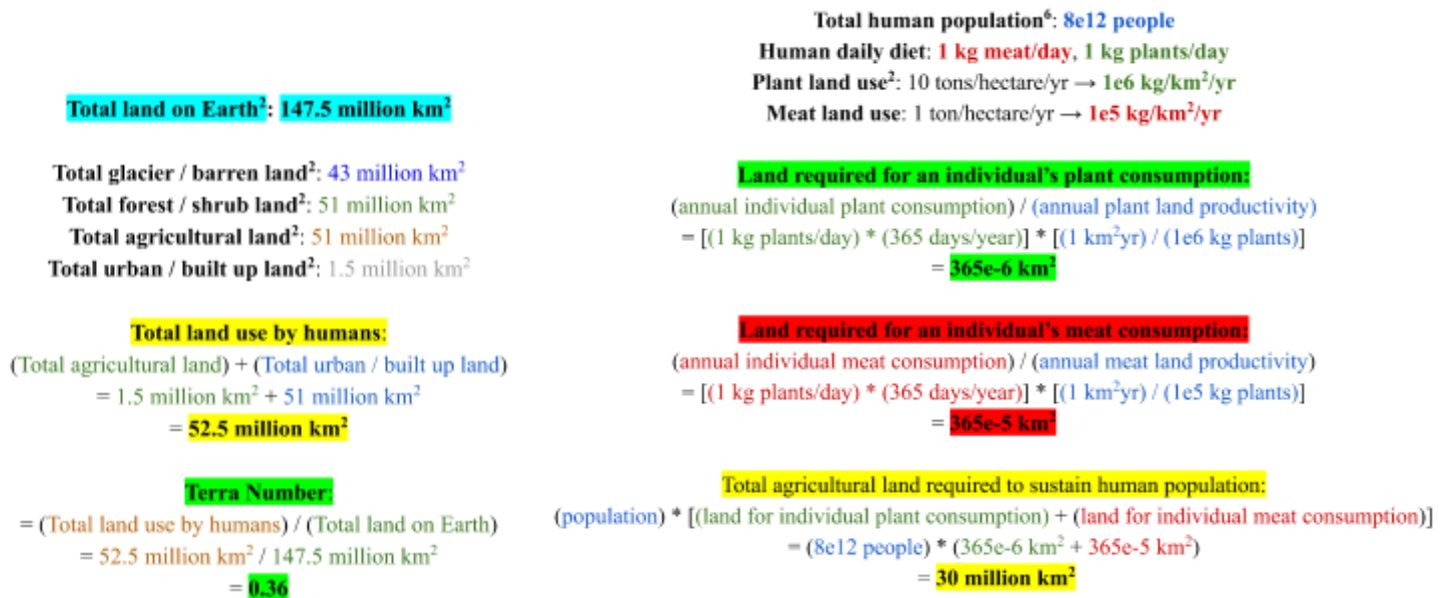 Total land on Earth²: 147.5 million km²
Total glacier / barren land²: 43 million km²
Total forest / shrub land²: 51 million km²
Total agricultural land²: 51 million km²
Total urban / built up land²: 1.5 million km²
Total land use by humans:
(Total agricultural land) + (Total urban / built up land)
= 1.5 million km² + 51 million km²
= 52.5 million km²
Terra Number:
= (Total land use by humans) / (Total land on Earth)
= 52.5 million km² / 147.5 million km²
= 0.36
Total human population⁶: 8e12 people
Human daily diet: 1 kg meat/day, 1 kg plants/day
Plant land use²: 10 tons/hectare/yr → 1e6 kg/km²/yr
Meat land use: 1 ton/hectare/yr → 1e5 kg/km²/yr
Land required for an individual’s plant consumption:
(annual individual plant consumption) / (annual plant land productivity)
= [(1 kg plants/day) * (365 days/year)] * [(1 km²yr) / (1e6 kg plants)]
= 365e-6 km²
Land required for an individual’s meat consumption:
(annual individual meat consumption) / (annual meat land productivity)
= [(1 kg plants/day) * (365 days/year)] * [(1 km²yr) / (1e5 kg plants)]
= 365e-5 km²
Total agricultural land required to sustain human population:
(population) * [(land for individual plant consumption) + (land for individual meat consumption)]
= (8e12 people) * (365e-6 km² + 365e-5 km²)
= 30 million km²